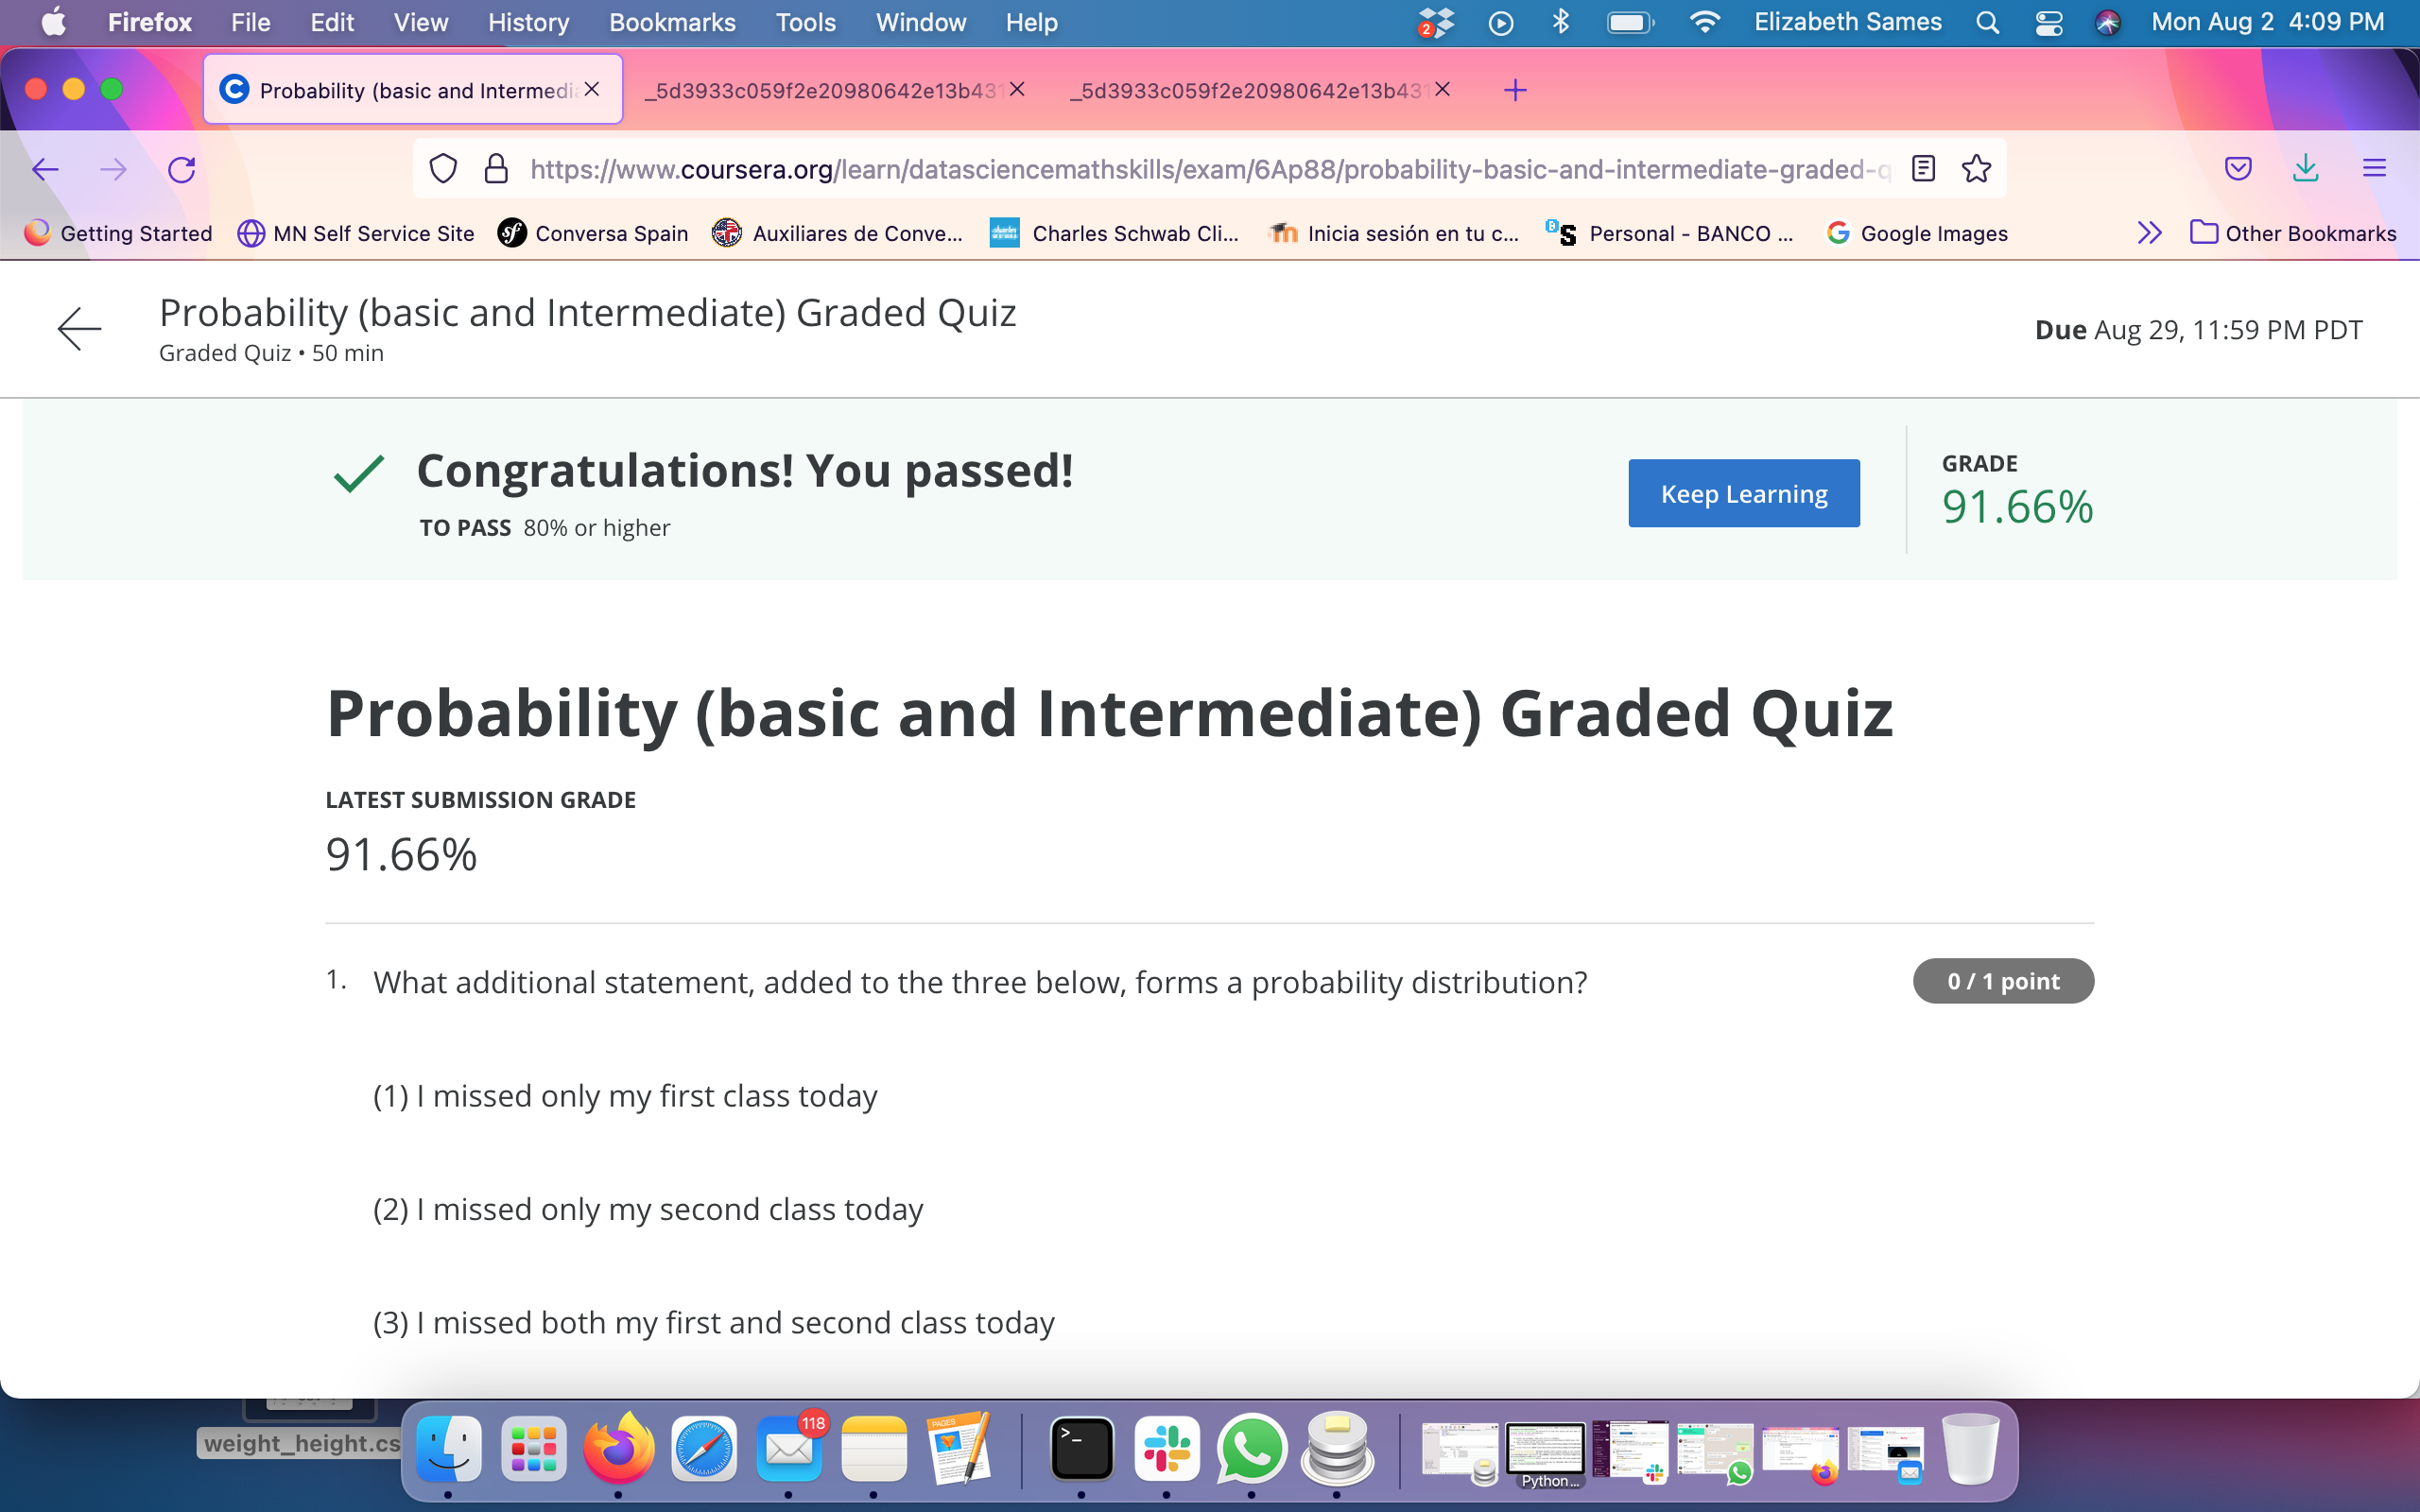 Firefox File Edit View History Bookmarks Tools Window Help 2 Elizabeth Sames Mon Aug 2 4:09 PM
Probability (basic and Intermedia _5d3933c059f2e20980642e13b431 _5d3933c059f2e20980642e13b431
https://www.coursera.org/learn/datasciencemathskills/exam/6Ap88/probability-basic-and-intermediate-graded-q
Getting Started MN Self Service Site Conversa Spain Auxiliares de Conve... Charles Schwab Cli... Inicia sesión en tu c... Personal - BANCO ... Google Images Other Bookmarks
Probability (basic and Intermediate) Graded Quiz
Graded Quiz • 50 min
Due Aug 29, 11:59 PM PDT
Congratulations! You passed!
TO PASS 80% or higher
Keep Learning
GRADE
91.66%
Probability (basic and Intermediate) Graded Quiz
LATEST SUBMISSION GRADE
91.66%
1. What additional statement, added to the three below, forms a probability distribution?
0 / 1 point
(1) I missed only my first class today
(2) I missed only my second class today
(3) I missed both my first and second class today
weight_height.cs
118
PAGES
Python...